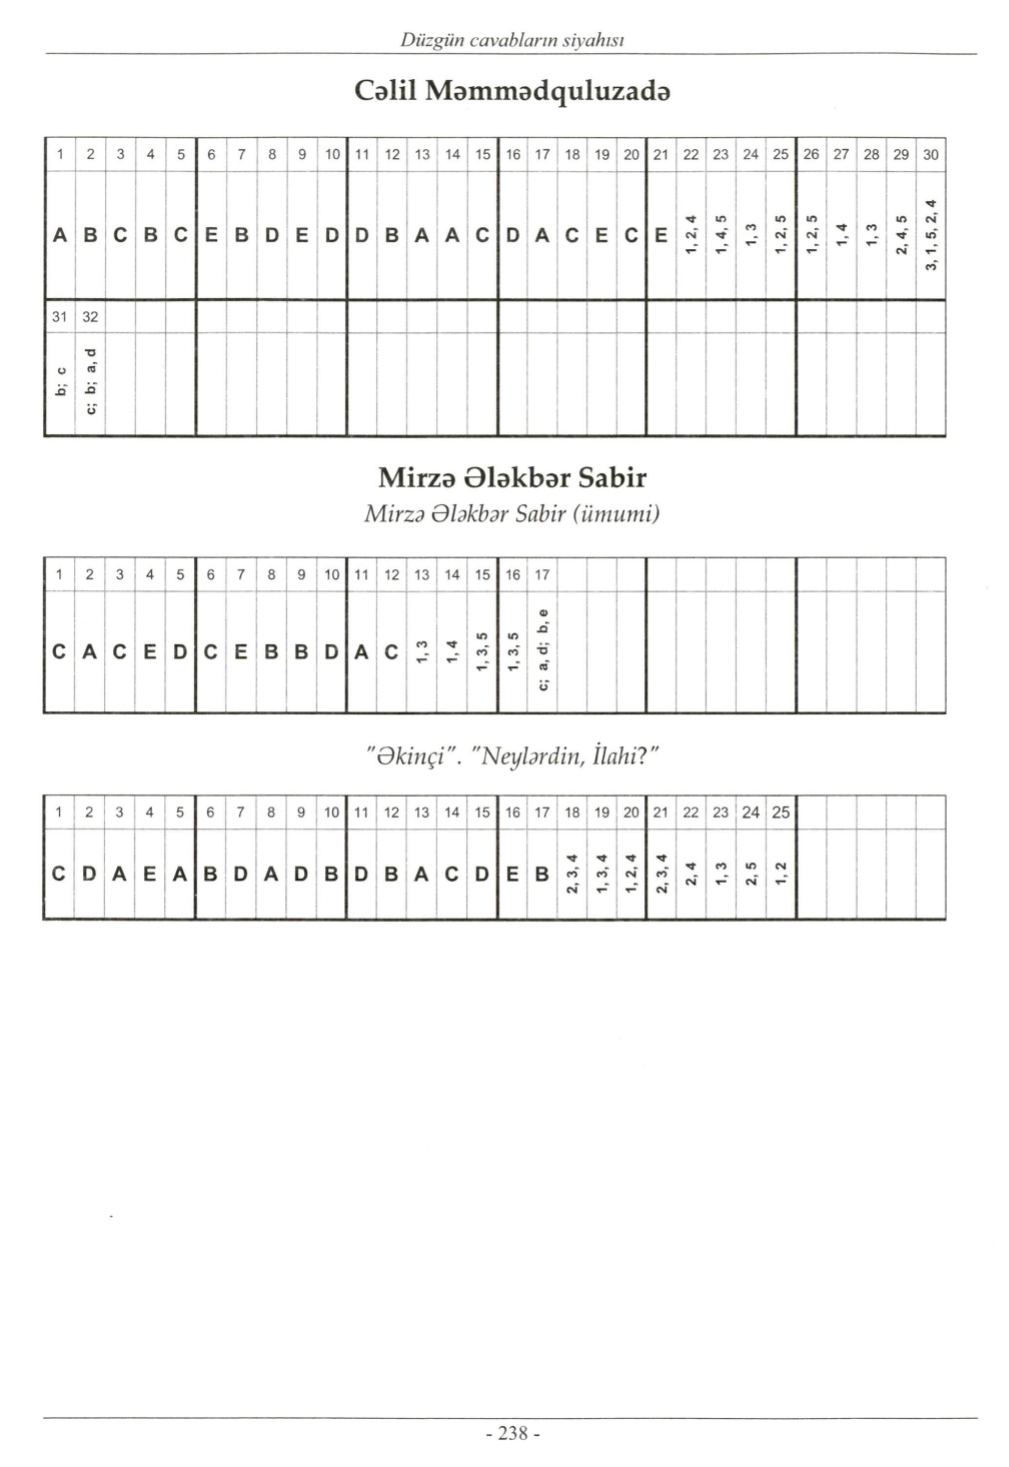 Düzgün cavabların siyahısı
Cəlil Məmmədquluzadə
1 2 3 4 5 6 7 8 9 10 11 12 13 14 15 16 17 18 19 20 21 22 23 24 25 26 27 28 29 30
A B C B C E B D E D D B A A C D A C E C E 1, 2, 4 1, 4, 5 1, 3 1, 2, 5 1, 2, 5 1, 4 1, 3 2, 4, 5 3, 1, 5, 2, 4
31 32
b; c c; b; a, d
Mirzə Ələkbər Sabir
Mirzə Ələkbər Sabir (ümumi)
1 2 3 4 5 6 7 8 9 10 11 12 13 14 15 16 17
C A C E D C E B B D A C 1, 3 1, 4 1, 3, 5 1, 3, 5 c; a, d; b, e
"Əkinçi". "Neylərdin, İlahi?"
1 2 3 4 5 6 7 8 9 10 11 12 13 14 15 16 17 18 19 20 21 22 23 24 25
C D A E A B D A D B D B A C D E B 2, 3, 4 1, 3, 4 1, 2, 4 2, 3, 4 2, 4 1, 3 2, 5 1, 2
- 238 -